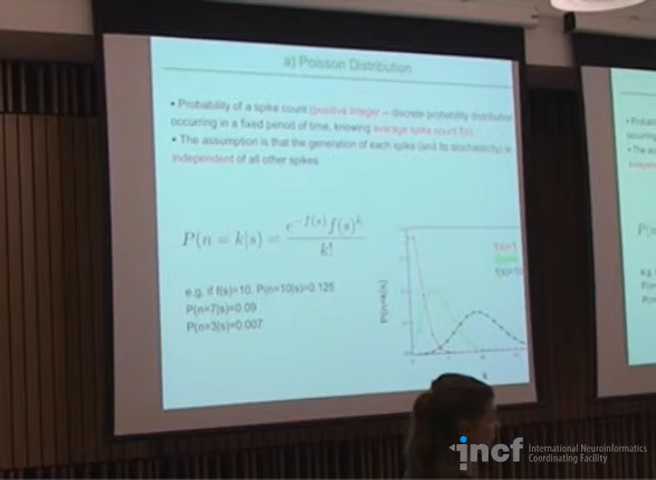 a) Poisson Distribution
• Probability of a spike count (positive integer – discrete probability distribution
occurring in a fixed period of time, knowing average spike count f(s)
• The assumption is that the generation of each spike (and its stochasticity) is
independent of all other spikes
P(n = k|s) = e^{-f(s)} f(s)^k / k!
e.g. if f(s)=10, P(n=10|s)=0.125
P(n=7|s)=0.09
P(n=3|s)=0.007
P(n=k|s)
f(s)=10
k
• The
P(n
e.g.
incf International Neuroinformatics
Coordinating Facility